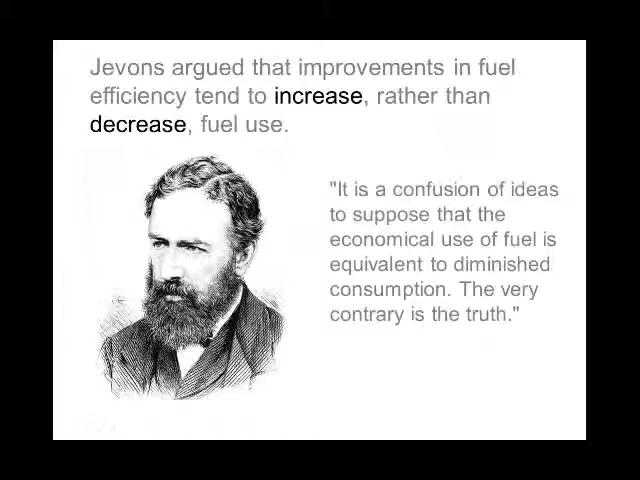 Jevons argued that improvements in fuel
efficiency tend to increase, rather than
decrease, fuel use.
"It is a confusion of ideas
to suppose that the
economical use of fuel is
equivalent to diminished
consumption. The very
contrary is the truth."